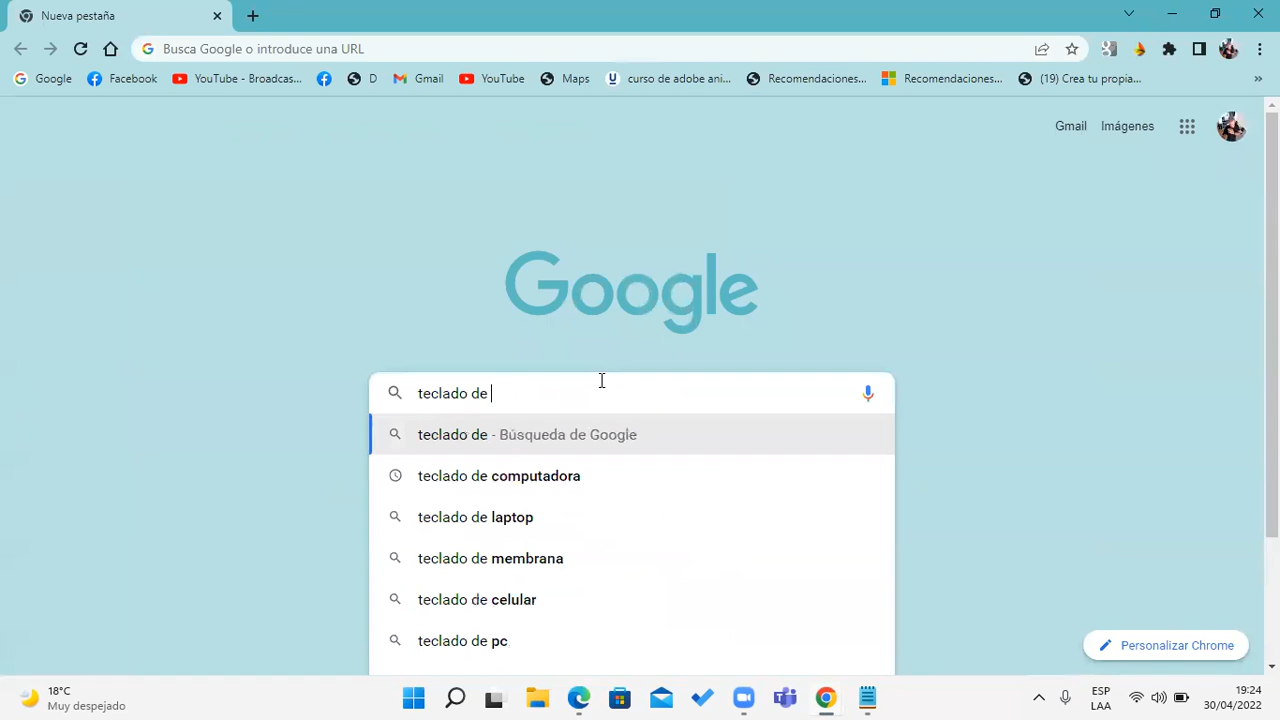 Nueva pestaña
Busca Google o introduce una URL
Google Facebook YouTube - Broadcas... D Gmail YouTube Maps curso de adobe ani... Recomendaciones... Recomendaciones... (19) Crea tu propia... »
Gmail Imágenes
Google
teclado de
teclado de - Búsqueda de Google
teclado de computadora
teclado de laptop
teclado de membrana
teclado de celular
teclado de pc
Personalizar Chrome
18°C
Muy despejado
ESP
LAA
19:24
30/04/2022